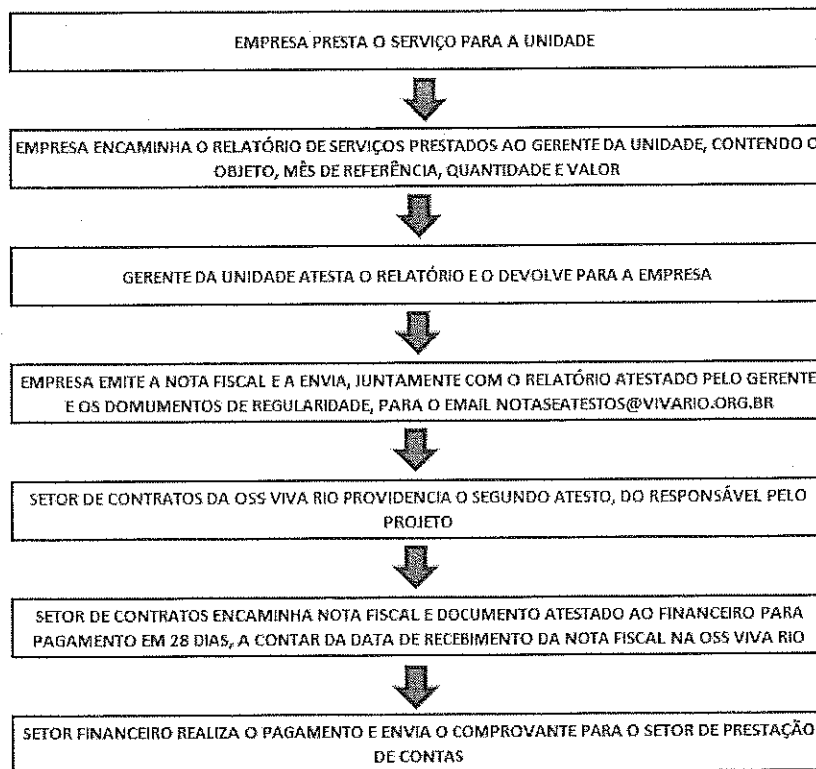 EMPRESA PRESTA O SERVIÇO PARA A UNIDADE
EMPRESA ENCAMINHA O RELATÓRIO DE SERVIÇOS PRESTADOS AO GERENTE DA UNIDADE, CONTENDO O
OBJETO, MÊS DE REFERÊNCIA, QUANTIDADE E VALOR
GERENTE DA UNIDADE ATESTA O RELATÓRIO E O DEVOLVE PARA A EMPRESA
EMPRESA EMITE A NOTA FISCAL E A ENVIA, JUNTAMENTE COM O RELATÓRIO ATESTADO PELO GERENTE
E OS DOMUMENTOS DE REGULARIDADE, PARA O EMAIL NOTASEATESTOS@VIVARIO.ORG.BR
SETOR DE CONTRATOS DA OSS VIVA RIO PROVIDENCIA O SEGUNDO ATESTO, DO RESPONSÁVEL PELO
PROJETO
SETOR DE CONTRATOS ENCAMINHA NOTA FISCAL E DOCUMENTO ATESTADO AO FINANCEIRO PARA
PAGAMENTO EM 28 DIAS, A CONTAR DA DATA DE RECEBIMENTO DA NOTA FISCAL NA OSS VIVA RIO
SETOR FINANCEIRO REALIZA O PAGAMENTO E ENVIA O COMPROVANTE PARA O SETOR DE PRESTAÇÃO
DE CONTAS